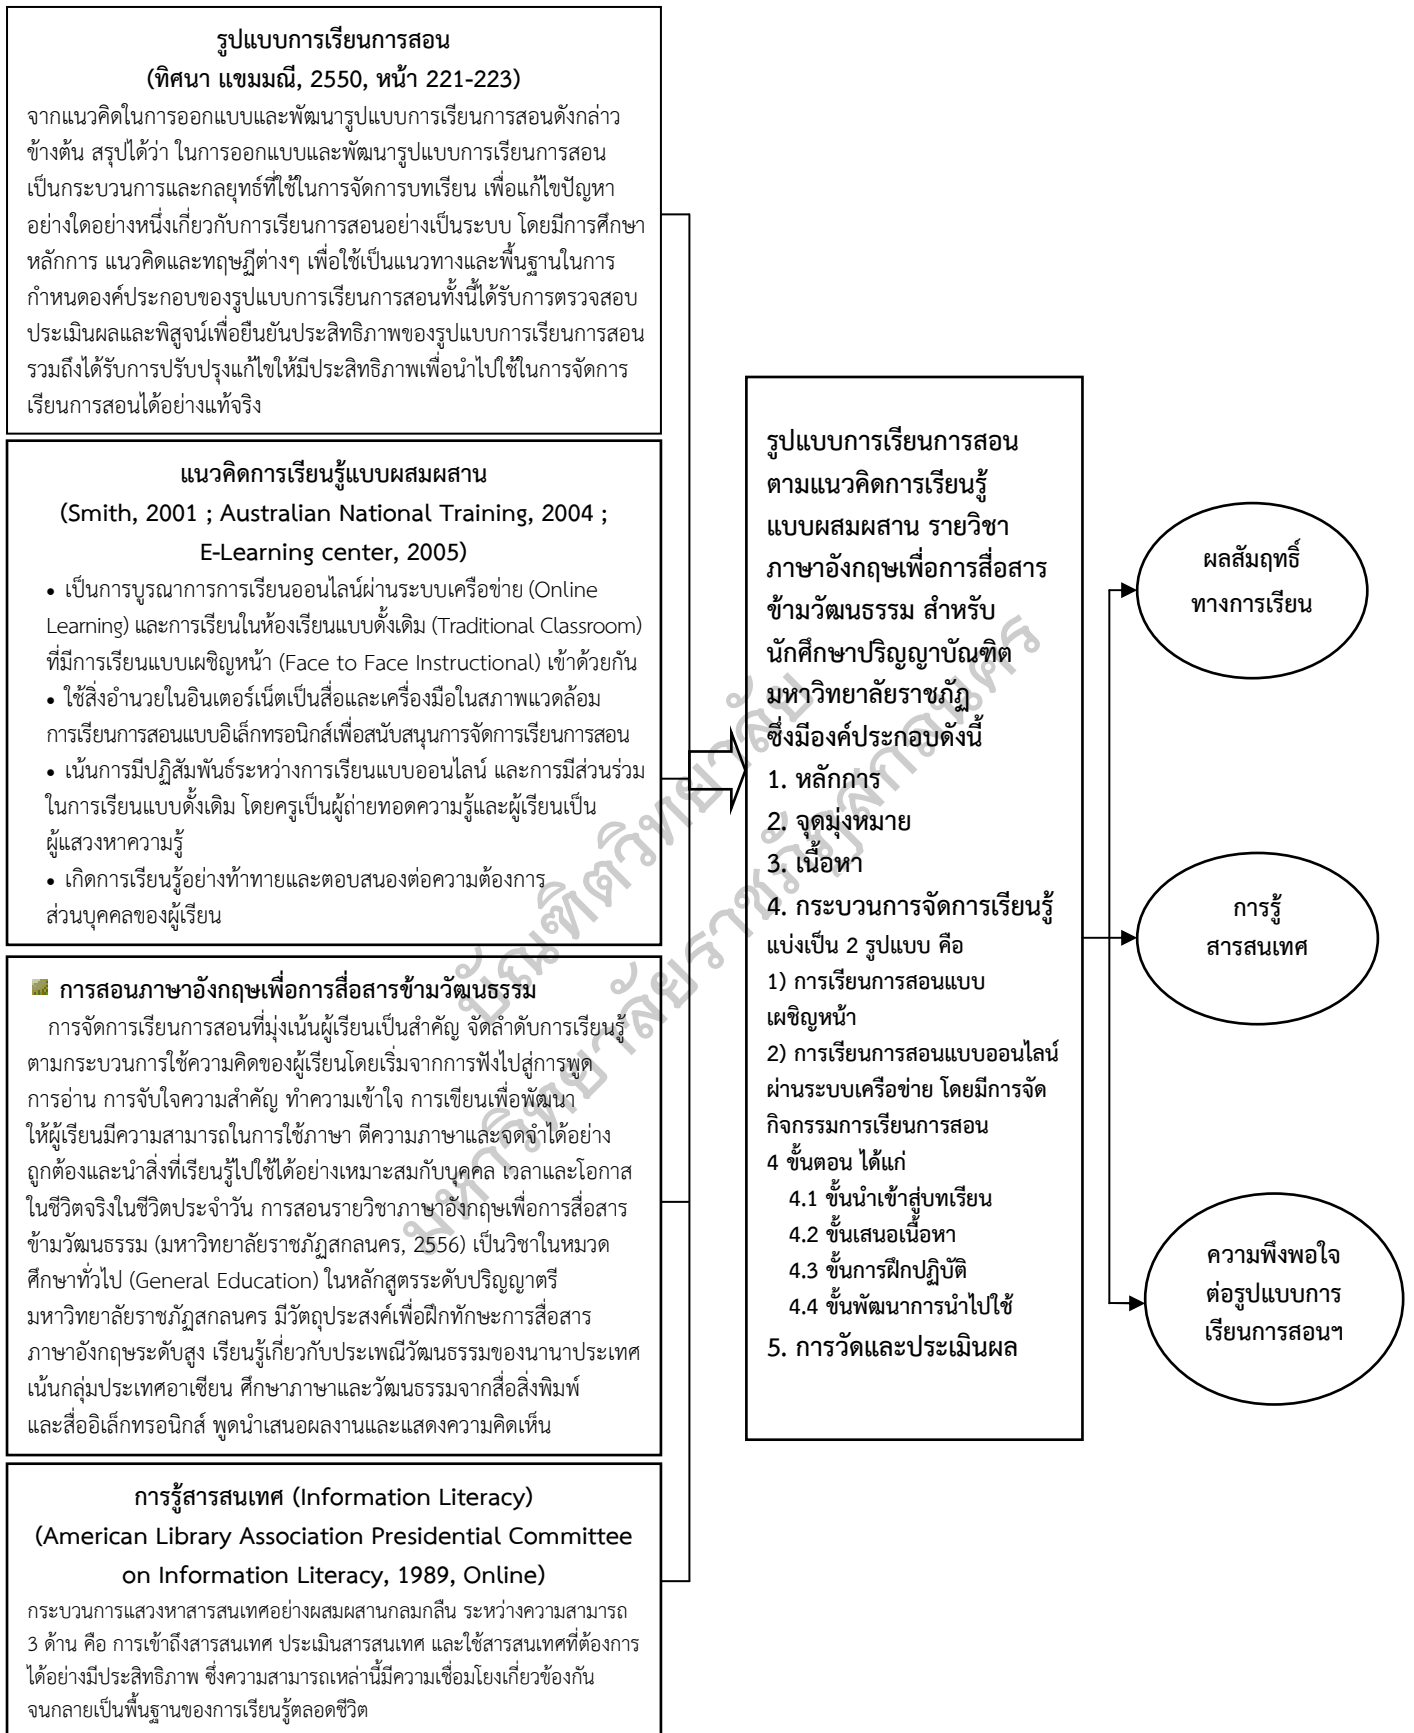 รูปแบบการเรียนการสอน
(ทิศนา แขมมณี, 2550, หน้า 221-223)
จากแนวคิดในการออกแบบและพัฒนารูปแบบการเรียนการสอนดังกล่าว
ข้างต้น สรุปได้ว่า ในการออกแบบและพัฒนารูปแบบการเรียนการสอน
เป็นกระบวนการและกลยุทธ์ที่ใช้ในการจัดการบทเรียน เพื่อแก้ไขปัญหา
อย่างใดอย่างหนึ่งเกี่ยวกับการเรียนการสอนอย่างเป็นระบบ โดยมีการศึกษา
หลักการ แนวคิดและทฤษฎีต่างๆ เพื่อใช้เป็นแนวทางและพื้นฐานในการ
กำหนดองค์ประกอบของรูปแบบการเรียนการสอนทั้งนี้ได้รับการตรวจสอบ
ประเมินผลและพิสูจน์เพื่อยืนยันประสิทธิภาพของรูปแบบการเรียนการสอน
รวมถึงได้รับการปรับปรุงแก้ไขให้มีประสิทธิภาพเพื่อนำไปใช้ในการจัดการ
เรียนการสอนได้อย่างแท้จริง
แนวคิดการเรียนรู้แบบผสมผสาน
(Smith, 2001 ; Australian National Training, 2004 ;
E-Learning center, 2005)
• เป็นการบูรณาการการเรียนออนไลน์ผ่านระบบเครือข่าย (Online
Learning) และการเรียนในห้องเรียนแบบดั้งเดิม (Traditional Classroom)
ที่มีการเรียนแบบเผชิญหน้า (Face to Face Instructional) เข้าด้วยกัน
• ใช้สิ่งอำนวยในอินเตอร์เน็ตเป็นสื่อและเครื่องมือในสภาพแวดล้อม
การเรียนการสอนแบบอิเล็กทรอนิกส์เพื่อสนับสนุนการจัดการเรียนการสอน
• เน้นการมีปฏิสัมพันธ์ระหว่างการเรียนแบบออนไลน์ และการมีส่วนร่วม
ในการเรียนแบบดั้งเดิม โดยครูเป็นผู้ถ่ายทอดความรู้และผู้เรียนเป็น
ผู้แสวงหาความรู้
• เกิดการเรียนรู้อย่างท้าทายและตอบสนองต่อความต้องการ
ส่วนบุคคลของผู้เรียน
การสอนภาษาอังกฤษเพื่อการสื่อสารข้ามวัฒนธรรม
การจัดการเรียนการสอนที่มุ่งเน้นผู้เรียนเป็นสำคัญ จัดลำดับการเรียนรู้
ตามกระบวนการใช้ความคิดของผู้เรียนโดยเริ่มจากการฟังไปสู่การพูด
การอ่าน การจับใจความสำคัญ ทำความเข้าใจ การเขียนเพื่อพัฒนา
ให้ผู้เรียนมีความสามารถในการใช้ภาษา ตีความภาษาและจดจำได้อย่าง
ถูกต้องและนำสิ่งที่เรียนรู้ไปใช้ได้อย่างเหมาะสมกับบุคคล เวลาและโอกาส
ในชีวิตจริงในชีวิตประจำวัน การสอนรายวิชาภาษาอังกฤษเพื่อการสื่อสาร
ข้ามวัฒนธรรม (มหาวิทยาลัยราชภัฏสกลนคร, 2556) เป็นวิชาในหมวด
ศึกษาทั่วไป (General Education) ในหลักสูตรระดับปริญญาตรี
มหาวิทยาลัยราชภัฏสกลนคร มีวัตถุประสงค์เพื่อฝึกทักษะการสื่อสาร
ภาษาอังกฤษระดับสูง เรียนรู้เกี่ยวกับประเพณีวัฒนธรรมของนานาประเทศ
เน้นกลุ่มประเทศอาเซียน ศึกษาภาษาและวัฒนธรรมจากสื่อสิ่งพิมพ์
และสื่ออิเล็กทรอนิกส์ พูดนำเสนอผลงานและแสดงความคิดเห็น
การรู้สารสนเทศ (Information Literacy)
(American Library Association Presidential Committee
on Information Literacy, 1989, Online)
กระบวนการแสวงหาสารสนเทศอย่างผสมผสานกลมกลืน ระหว่างความสามารถ
3 ด้าน คือ การเข้าถึงสารสนเทศ ประเมินสารสนเทศ และใช้สารสนเทศที่ต้องการ
ได้อย่างมีประสิทธิภาพ ซึ่งความสามารถเหล่านี้มีความเชื่อมโยงเกี่ยวข้องกัน
จนกลายเป็นพื้นฐานของการเรียนรู้ตลอดชีวิต
รูปแบบการเรียนการสอน
ตามแนวคิดการเรียนรู้
แบบผสมผสาน รายวิชา
ภาษาอังกฤษเพื่อการสื่อสาร
ข้ามวัฒนธรรม สำหรับ
นักศึกษาปริญญาบัณฑิต
มหาวิทยาลัยราชภัฏ
ซึ่งมีองค์ประกอบดังนี้
1. หลักการ
2. จุดมุ่งหมาย
3. เนื้อหา
4. กระบวนการจัดการเรียนรู้
แบ่งเป็น 2 รูปแบบ คือ
1) การเรียนการสอนแบบ
เผชิญหน้า
2) การเรียนการสอนแบบออนไลน์
ผ่านระบบเครือข่าย โดยมีการจัด
กิจกรรมการเรียนการสอน
4 ขั้นตอน ได้แก่
4.1 ขั้นนำเข้าสู่บทเรียน
4.2 ขั้นเสนอเนื้อหา
4.3 ขั้นการฝึกปฏิบัติ
4.4 ขั้นพัฒนาการนำไปใช้
5. การวัดและประเมินผล
ผลสัมฤทธิ์
ทางการเรียน
การรู้
สารสนเทศ
ความพึงพอใจ
ต่อรูปแบบการ
เรียนการสอนฯ
บัณฑิตวิทยาลัย
มหาวิทยาลัยราชภัฏสกลนคร